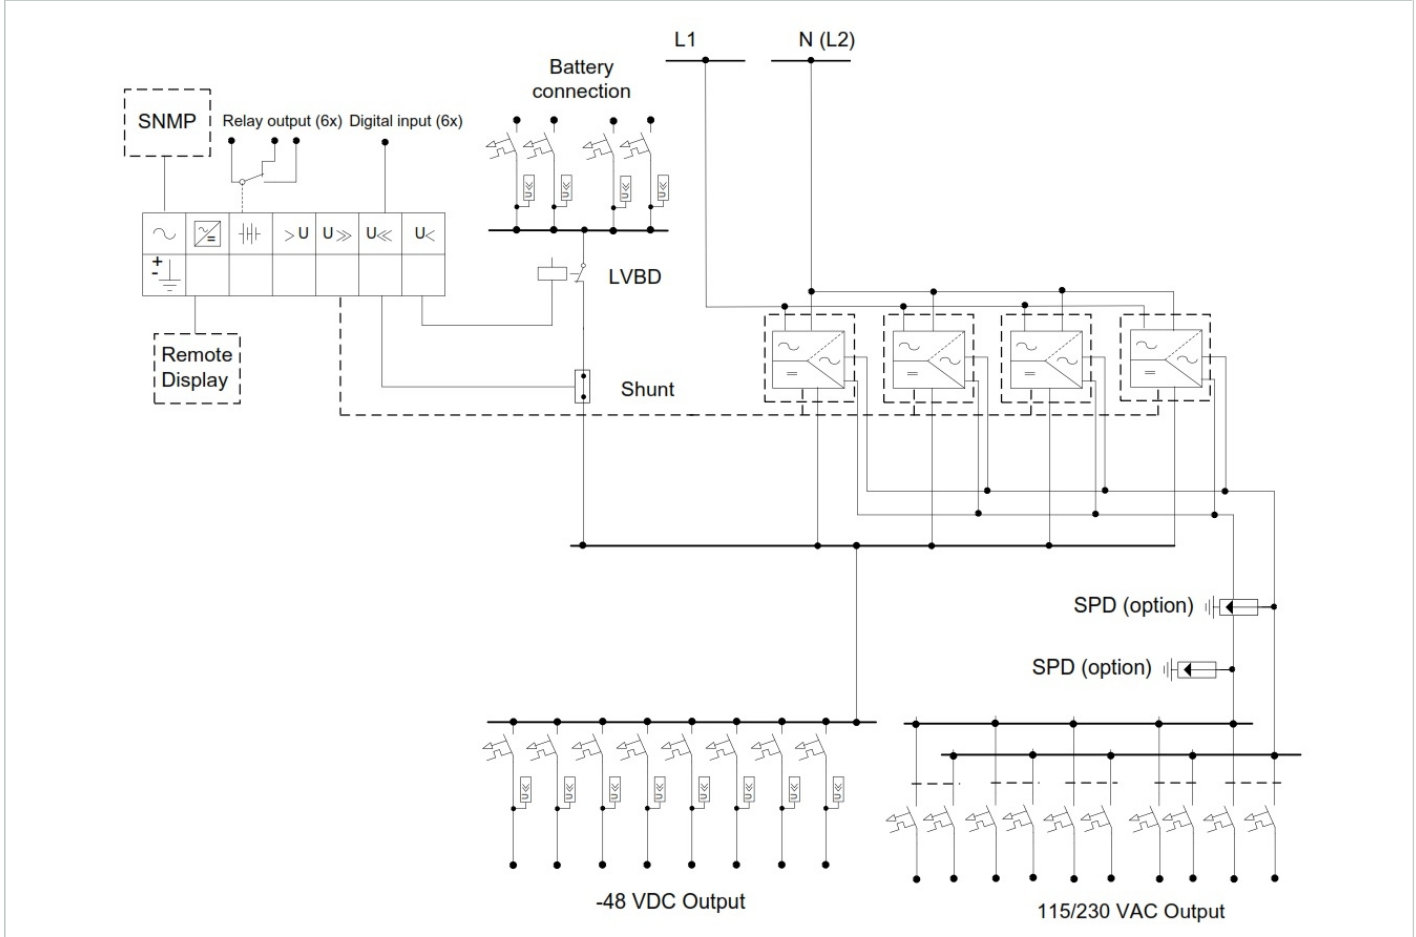 L1
N (L2)
Battery
connection
SNMP
Relay output (6x)
Digital input (6x)
>U
U>>
U<<
U<
+
-
LVBD
Remote
Display
Shunt
SPD (option)
SPD (option)
-48 VDC Output
115/230 VAC Output